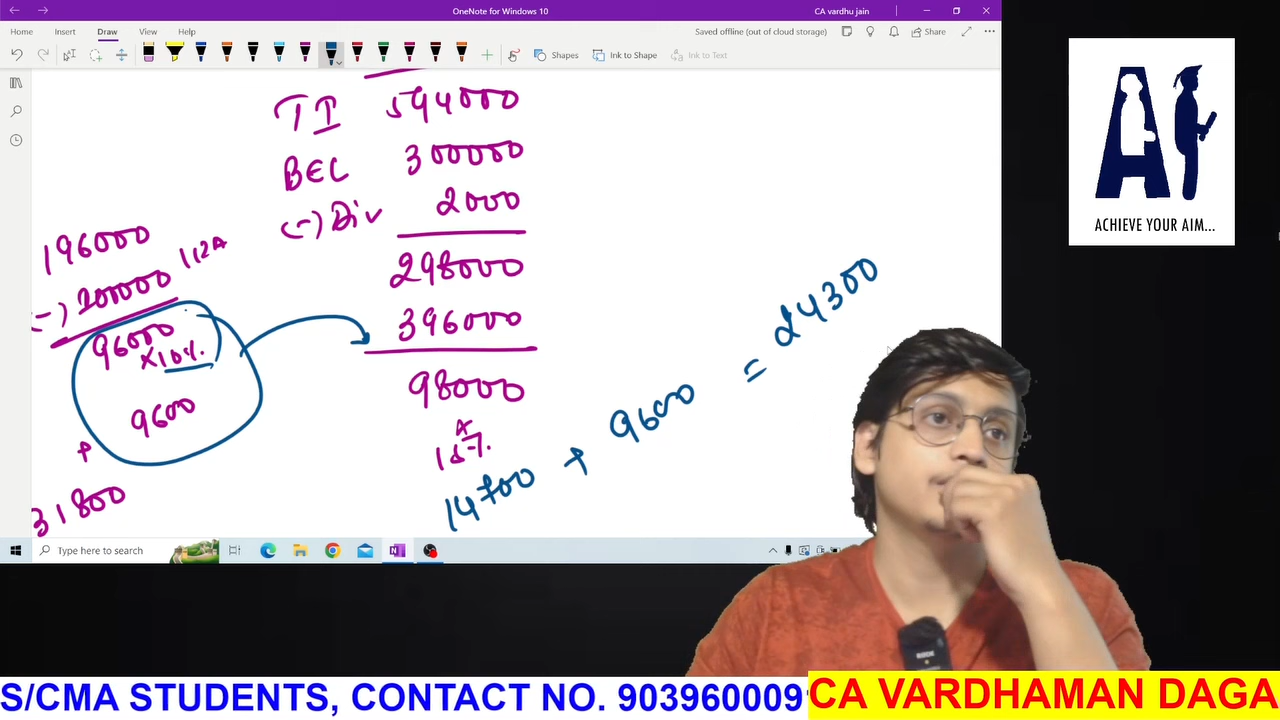 OneNote for Windows 10
CA vardhu jain
Home Insert Draw View Help
Saved offline (out of cloud storage)
Share
Shapes
Ink to Shape
Ink to Text
TI 594000
BEL 300000
(-) Div 2000
298000
396000
98000
x
15%
14700 + 9600 = 24300
196000
(-) 100000 112A
96000
x10%
9600
+
31800
Type here to search
AI
ACHIEVE YOUR AIM...
S/CMA STUDENTS, CONTACT NO. 903960009
CA VARDHAMAN DAGA